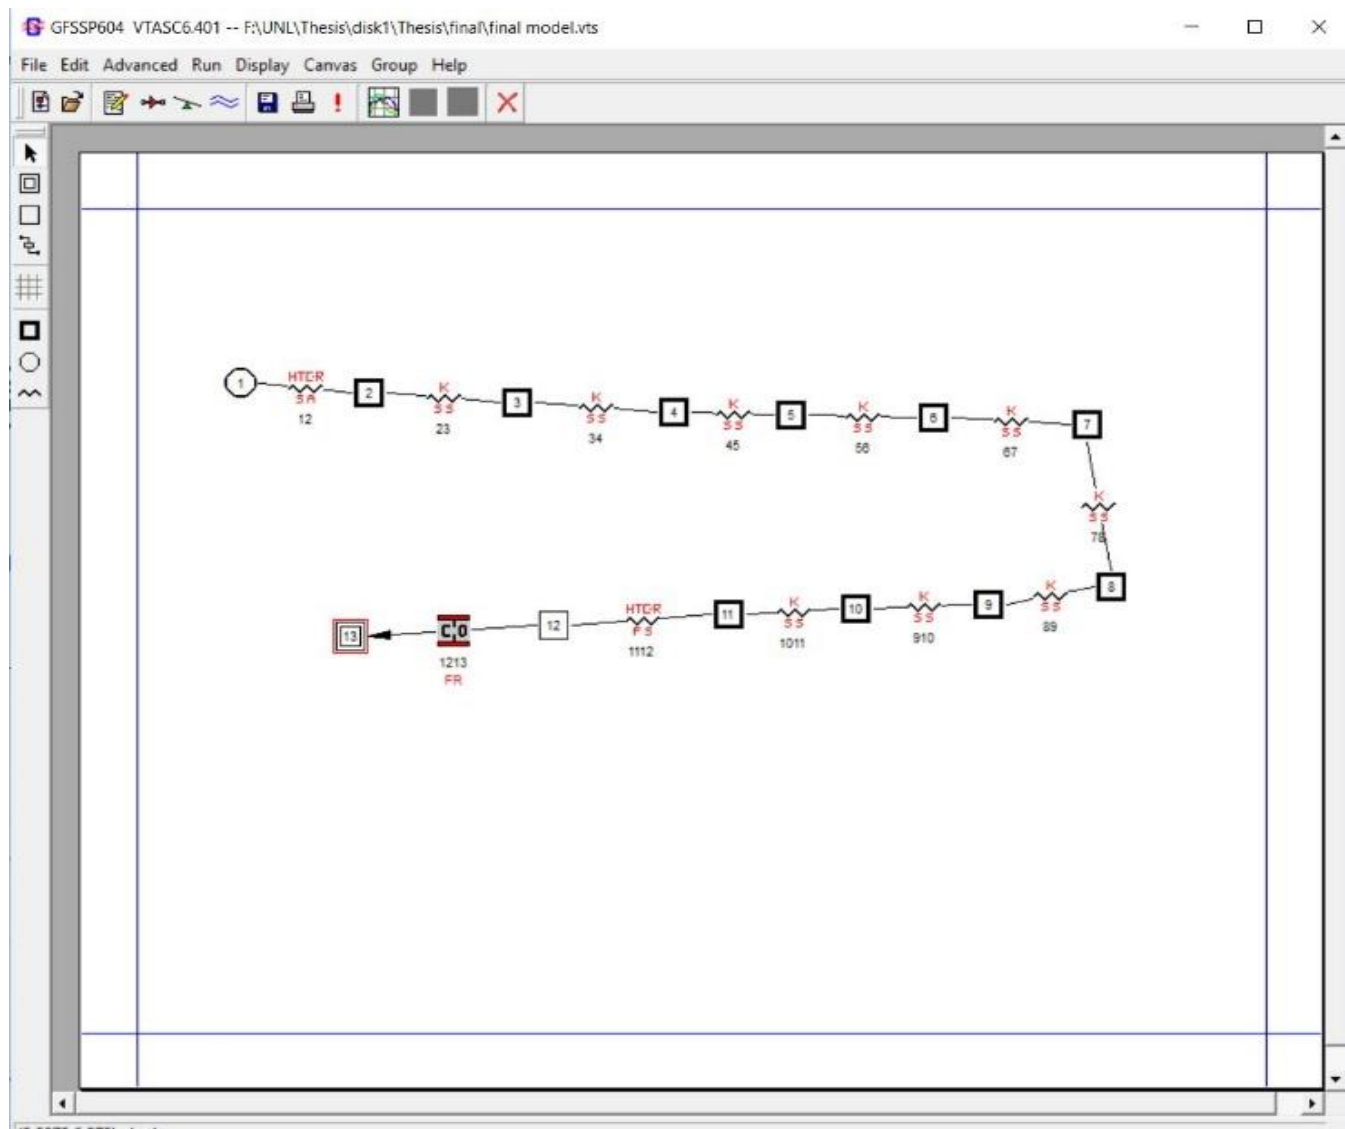 GFSSP604 VTASC6.401 -- F:\UNL\Thesis\disk1\Thesis\final\final model.vts
File Edit Advanced Run Display Canvas Group Help
1
HTC-R
SA
12
2
K
SS
23
3
K
SS
34
4
K
SS
45
5
K
SS
56
6
K
SS
67
7
K
SS
78
8
K
SS
89
9
K
SS
910
10
K
SS
1011
11
HTC-R
FS
1112
12
C O
1213
FR
13